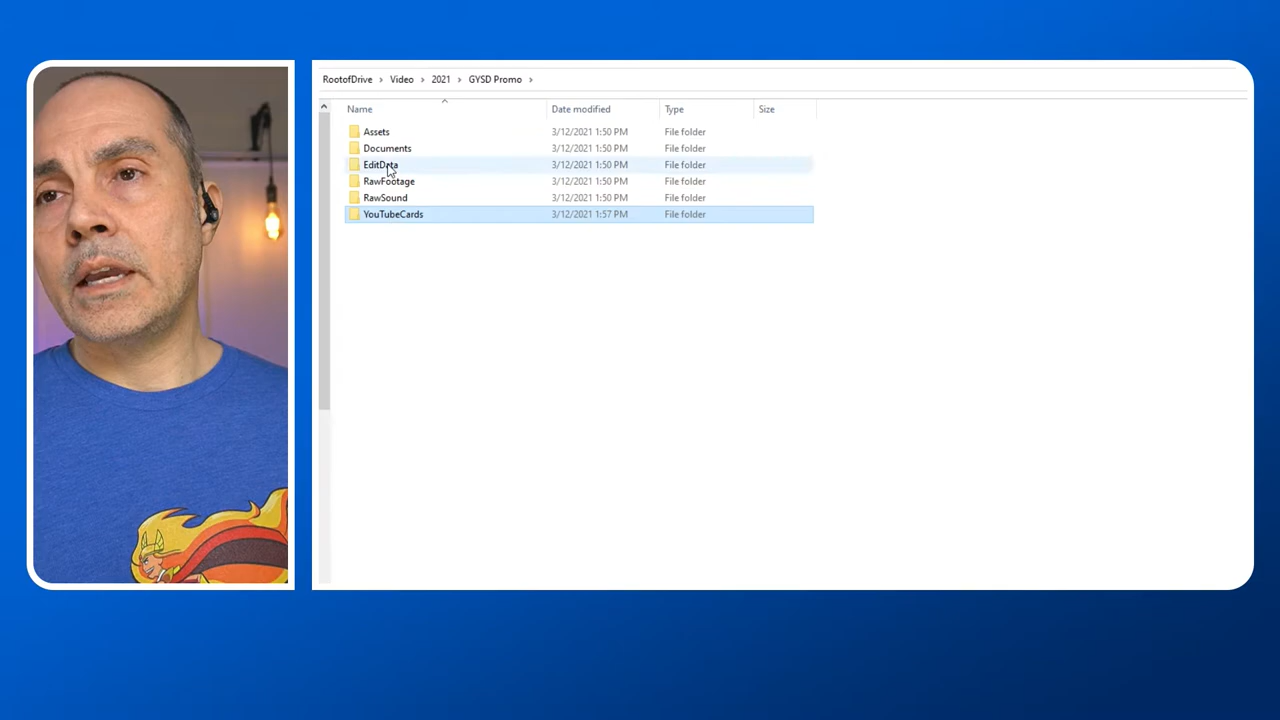 RootofDrive > Video > 2021 > GYSD Promo >
Name Date modified Type Size
Assets 3/12/2021 1:50 PM File folder
Documents 3/12/2021 1:50 PM File folder
EditData 3/12/2021 1:50 PM File folder
RawFootage 3/12/2021 1:50 PM File folder
RawSound 3/12/2021 1:50 PM File folder
YouTubeCards 3/12/2021 1:57 PM File folder